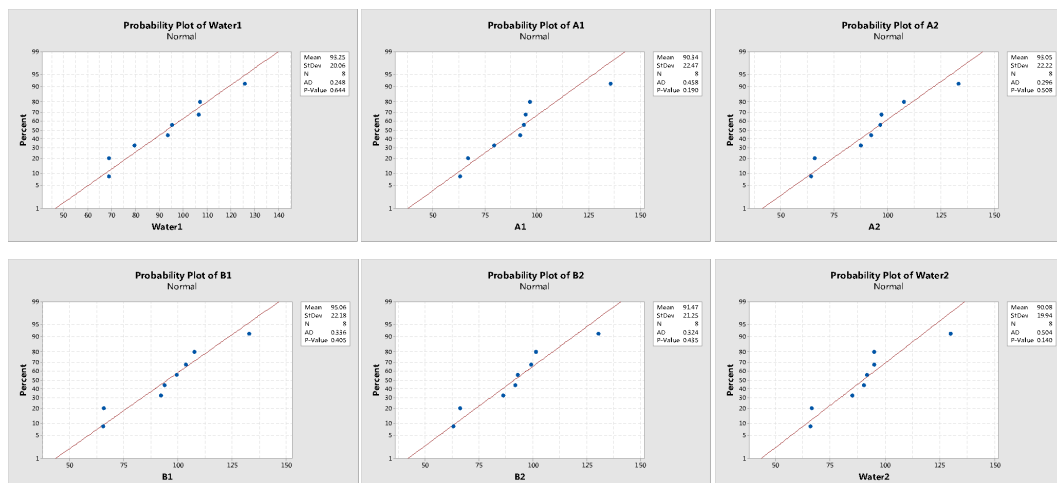 Probability Plot of Water1
Normal
Mean 93.25
StDev 20.06
N 8
AD 0.248
P-Value 0.644
99
95
90
80
70
60
50
40
30
20
10
5
1
Percent
50 60 70 80 90 100 110 120 130 140
Water1
Probability Plot of A1
Normal
Mean 90.34
StDev 22.47
N 8
AD 0.458
P-Value 0.190
99
95
90
80
70
60
50
40
30
20
10
5
1
Percent
50 75 100 125 150
A1
Probability Plot of A2
Normal
Mean 93.05
StDev 22.22
N 8
AD 0.296
P-Value 0.508
99
95
90
80
70
60
50
40
30
20
10
5
1
Percent
50 75 100 125 150
A2
Probability Plot of B1
Normal
Mean 95.06
StDev 22.18
N 8
AD 0.336
P-Value 0.405
99
95
90
80
70
60
50
40
30
20
10
5
1
Percent
50 75 100 125 150
B1
Probability Plot of B2
Normal
Mean 91.47
StDev 21.25
N 8
AD 0.324
P-Value 0.435
99
95
90
80
70
60
50
40
30
20
10
5
1
Percent
50 75 100 125 150
B2
Probability Plot of Water2
Normal
Mean 90.08
StDev 19.94
N 8
AD 0.504
P-Value 0.140
99
95
90
80
70
60
50
40
30
20
10
5
1
Percent
50 75 100 125 150
Water2